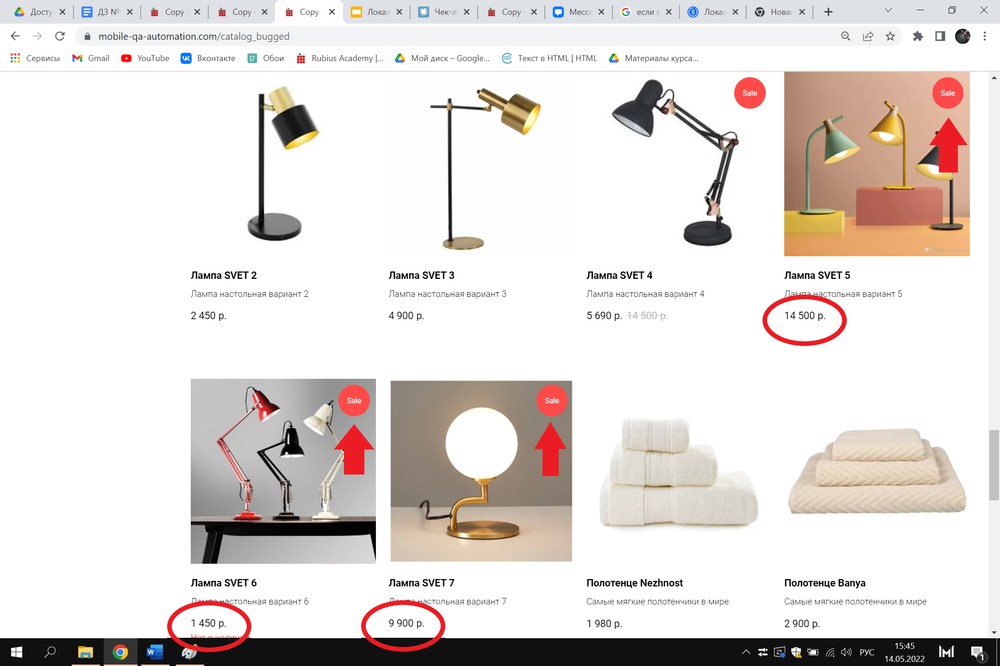 Досту
ДЗ №
Copy
Copy
Copy
Локал
Чек-л
Copy
Мессе
если е
Локал
Новая
mobile-qa-automation.com/catalog_bugged
Сервисы
Gmail
YouTube
Вконтакте
Обои
Rubius Academy |...
Мой диск – Google...
Текст в HTML | HTML
Материалы курса...
Sale
Sale
Лампа SVET 2
Лампа SVET 3
Лампа SVET 4
Лампа SVET 5
Лампа настольная вариант 2
Лампа настольная вариант 3
Лампа настольная вариант 4
Лампа настольная вариант 5
2 450 р.
4 900 р.
5 690 р. 14 500 р.
14 500 р.
Sale
Sale
Лампа SVET 6
Лампа SVET 7
Полотенце Nezhnost
Полотенце Banya
Лампа настольная вариант 6
Лампа настольная вариант 7
Самые мягкие полотенчики в мире
Самые мягкие полотенчики в мире
1 450 р.
9 900 р.
1 980 р.
2 900 р.
Нет в наличии
РУС
15:45
14.05.2022
1